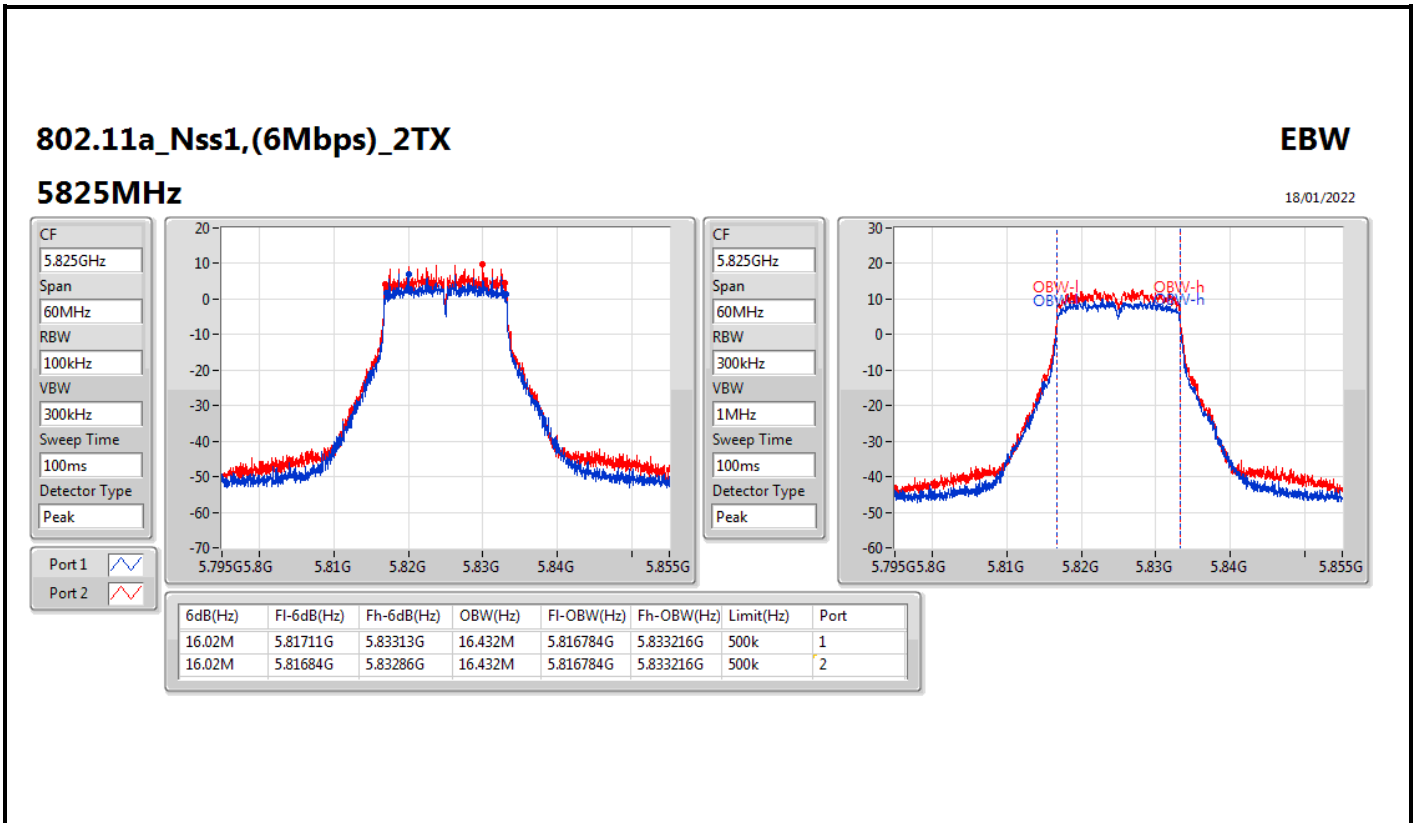 802.11a_Nss1,(6Mbps)_2TX
EBW
5825MHz
18/01/2022
CF
5.825GHz
Span
60MHz
RBW
100kHz
VBW
300kHz
Sweep Time
100ms
Detector Type
Peak
Port 1
Port 2
20
10
0
-10
-20
-30
-40
-50
-60
-70
5.795G 5.8G 5.81G 5.82G 5.83G 5.84G 5.855G
CF
5.825GHz
Span
60MHz
RBW
300kHz
VBW
1MHz
Sweep Time
100ms
Detector Type
Peak
30
20
10
0
-10
-20
-30
-40
-50
-60
OBW-l OBW-h
OBW OBW-h
5.795G 5.8G 5.81G 5.82G 5.83G 5.84G 5.855G
6dB(Hz) Fl-6dB(Hz) Fh-6dB(Hz) OBW(Hz) Fl-OBW(Hz) Fh-OBW(Hz) Limit(Hz) Port
16.02M 5.81711G 5.83313G 16.432M 5.816784G 5.833216G 500k 1
16.02M 5.81684G 5.83286G 16.432M 5.816784G 5.833216G 500k 2